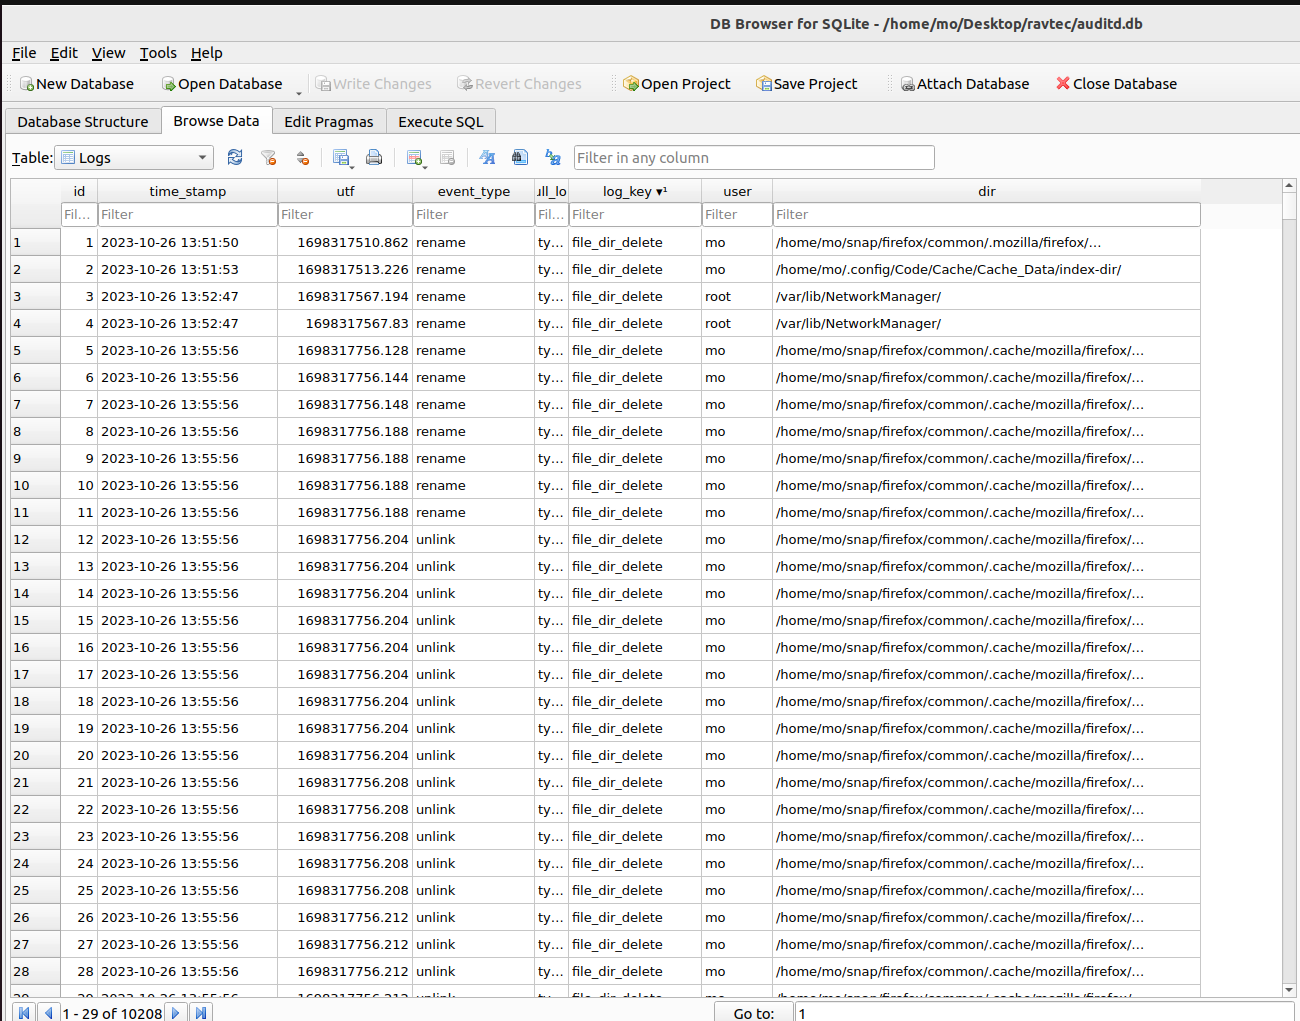 DB Browser for SQLite - /home/mo/Desktop/ravtec/auditd.db
File Edit View Tools Help
New Database Open Database Write Changes Revert Changes Open Project Save Project Attach Database Close Database
Database Structure Browse Data Edit Pragmas Execute SQL
Table: Logs Filter in any column
id time_stamp utf event_type ull_lo log_key ▾¹ user dir
Fil... Filter Filter Filter Fil... Filter Filter Filter
1 1 2023-10-26 13:51:50 1698317510.862 rename ty... file_dir_delete mo /home/mo/snap/firefox/common/.mozilla/firefox/...
2 2 2023-10-26 13:51:53 1698317513.226 rename ty... file_dir_delete mo /home/mo/.config/Code/Cache/Cache_Data/index-dir/
3 3 2023-10-26 13:52:47 1698317567.194 rename ty... file_dir_delete root /var/lib/NetworkManager/
4 4 2023-10-26 13:52:47 1698317567.83 rename ty... file_dir_delete root /var/lib/NetworkManager/
5 5 2023-10-26 13:55:56 1698317756.128 rename ty... file_dir_delete mo /home/mo/snap/firefox/common/.cache/mozilla/firefox/...
6 6 2023-10-26 13:55:56 1698317756.144 rename ty... file_dir_delete mo /home/mo/snap/firefox/common/.cache/mozilla/firefox/...
7 7 2023-10-26 13:55:56 1698317756.148 rename ty... file_dir_delete mo /home/mo/snap/firefox/common/.cache/mozilla/firefox/...
8 8 2023-10-26 13:55:56 1698317756.188 rename ty... file_dir_delete mo /home/mo/snap/firefox/common/.cache/mozilla/firefox/...
9 9 2023-10-26 13:55:56 1698317756.188 rename ty... file_dir_delete mo /home/mo/snap/firefox/common/.cache/mozilla/firefox/...
10 10 2023-10-26 13:55:56 1698317756.188 rename ty... file_dir_delete mo /home/mo/snap/firefox/common/.cache/mozilla/firefox/...
11 11 2023-10-26 13:55:56 1698317756.188 rename ty... file_dir_delete mo /home/mo/snap/firefox/common/.cache/mozilla/firefox/...
12 12 2023-10-26 13:55:56 1698317756.204 unlink ty... file_dir_delete mo /home/mo/snap/firefox/common/.cache/mozilla/firefox/...
13 13 2023-10-26 13:55:56 1698317756.204 unlink ty... file_dir_delete mo /home/mo/snap/firefox/common/.cache/mozilla/firefox/...
14 14 2023-10-26 13:55:56 1698317756.204 unlink ty... file_dir_delete mo /home/mo/snap/firefox/common/.cache/mozilla/firefox/...
15 15 2023-10-26 13:55:56 1698317756.204 unlink ty... file_dir_delete mo /home/mo/snap/firefox/common/.cache/mozilla/firefox/...
16 16 2023-10-26 13:55:56 1698317756.204 unlink ty... file_dir_delete mo /home/mo/snap/firefox/common/.cache/mozilla/firefox/...
17 17 2023-10-26 13:55:56 1698317756.204 unlink ty... file_dir_delete mo /home/mo/snap/firefox/common/.cache/mozilla/firefox/...
18 18 2023-10-26 13:55:56 1698317756.204 unlink ty... file_dir_delete mo /home/mo/snap/firefox/common/.cache/mozilla/firefox/...
19 19 2023-10-26 13:55:56 1698317756.204 unlink ty... file_dir_delete mo /home/mo/snap/firefox/common/.cache/mozilla/firefox/...
20 20 2023-10-26 13:55:56 1698317756.204 unlink ty... file_dir_delete mo /home/mo/snap/firefox/common/.cache/mozilla/firefox/...
21 21 2023-10-26 13:55:56 1698317756.208 unlink ty... file_dir_delete mo /home/mo/snap/firefox/common/.cache/mozilla/firefox/...
22 22 2023-10-26 13:55:56 1698317756.208 unlink ty... file_dir_delete mo /home/mo/snap/firefox/common/.cache/mozilla/firefox/...
23 23 2023-10-26 13:55:56 1698317756.208 unlink ty... file_dir_delete mo /home/mo/snap/firefox/common/.cache/mozilla/firefox/...
24 24 2023-10-26 13:55:56 1698317756.208 unlink ty... file_dir_delete mo /home/mo/snap/firefox/common/.cache/mozilla/firefox/...
25 25 2023-10-26 13:55:56 1698317756.208 unlink ty... file_dir_delete mo /home/mo/snap/firefox/common/.cache/mozilla/firefox/...
26 26 2023-10-26 13:55:56 1698317756.212 unlink ty... file_dir_delete mo /home/mo/snap/firefox/common/.cache/mozilla/firefox/...
27 27 2023-10-26 13:55:56 1698317756.212 unlink ty... file_dir_delete mo /home/mo/snap/firefox/common/.cache/mozilla/firefox/...
28 28 2023-10-26 13:55:56 1698317756.212 unlink ty... file_dir_delete mo /home/mo/snap/firefox/common/.cache/mozilla/firefox/...
1 - 29 of 10208 Go to: 1